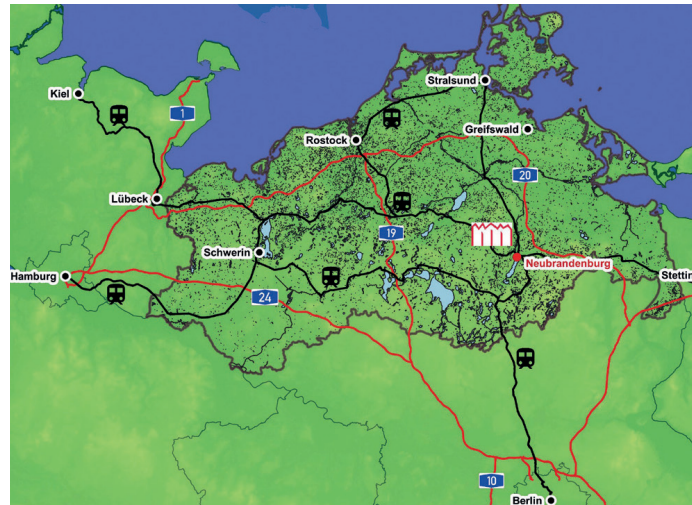 Stralsund
Kiel
1
Greifswald
Rostock
20
Lübeck
19
Schwerin
Neubrandenburg
Hamburg
Stettin
24
10
Berlin